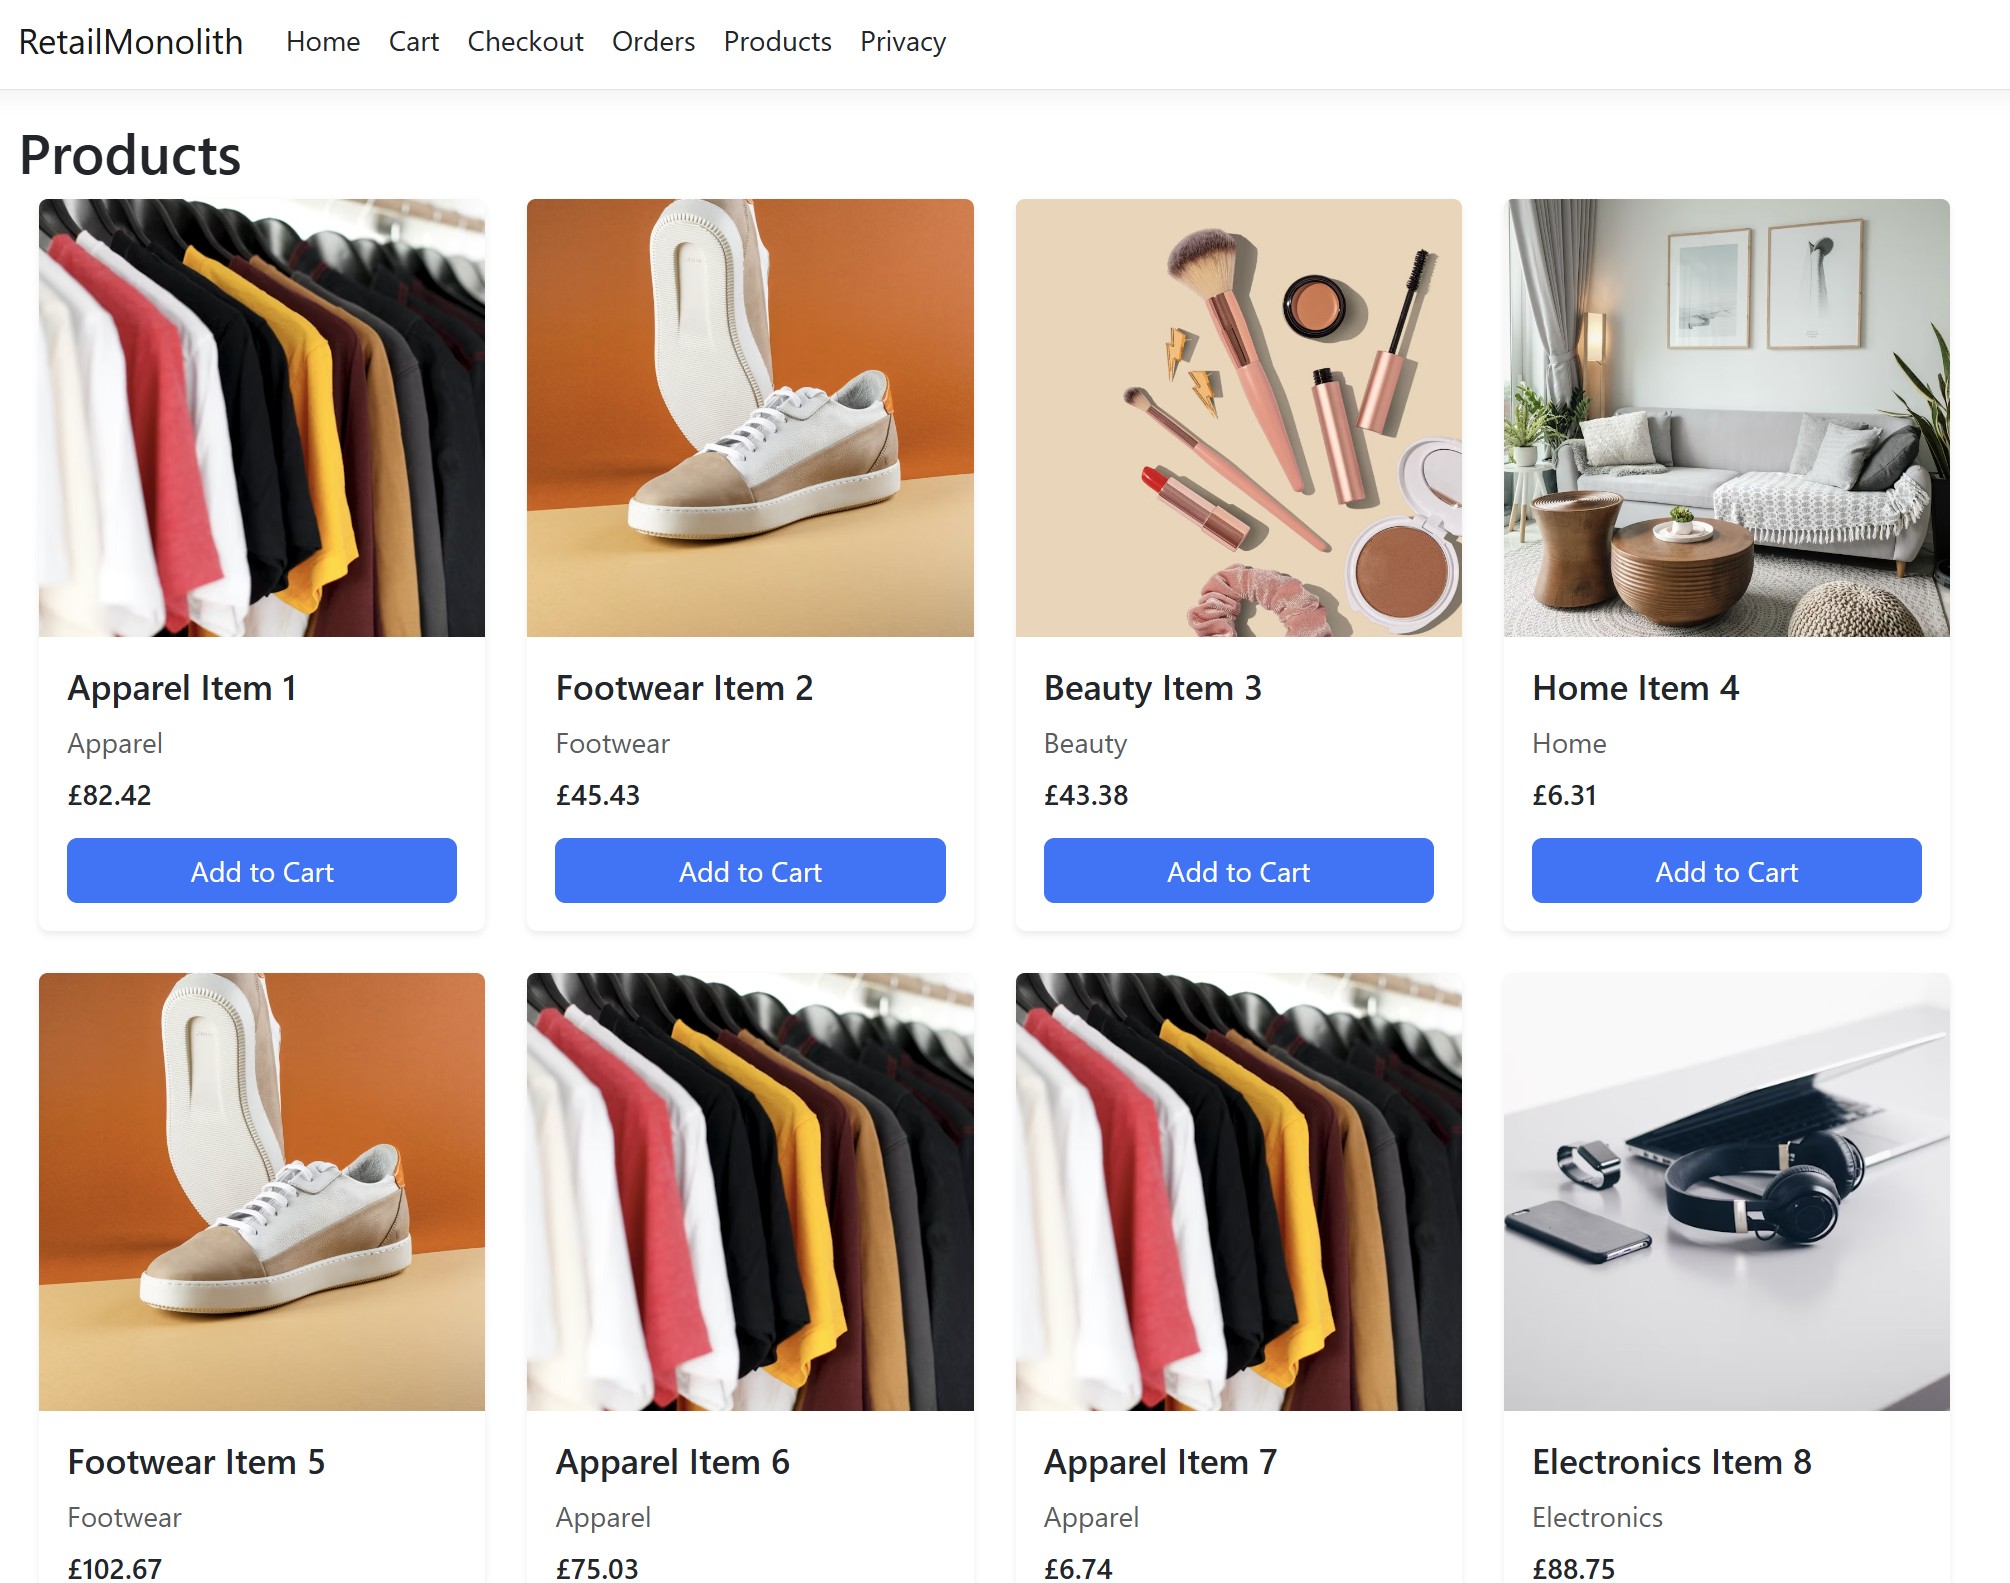 RetailMonolith Home Cart Checkout Orders Products Privacy
Products
Apparel Item 1
Apparel
£82.42
Add to Cart
Footwear Item 2
Footwear
£45.43
Add to Cart
Beauty Item 3
Beauty
£43.38
Add to Cart
Home Item 4
Home
£6.31
Add to Cart
Footwear Item 5
Footwear
£102.67
Apparel Item 6
Apparel
£75.03
Apparel Item 7
Apparel
£6.74
Electronics Item 8
Electronics
£88.75